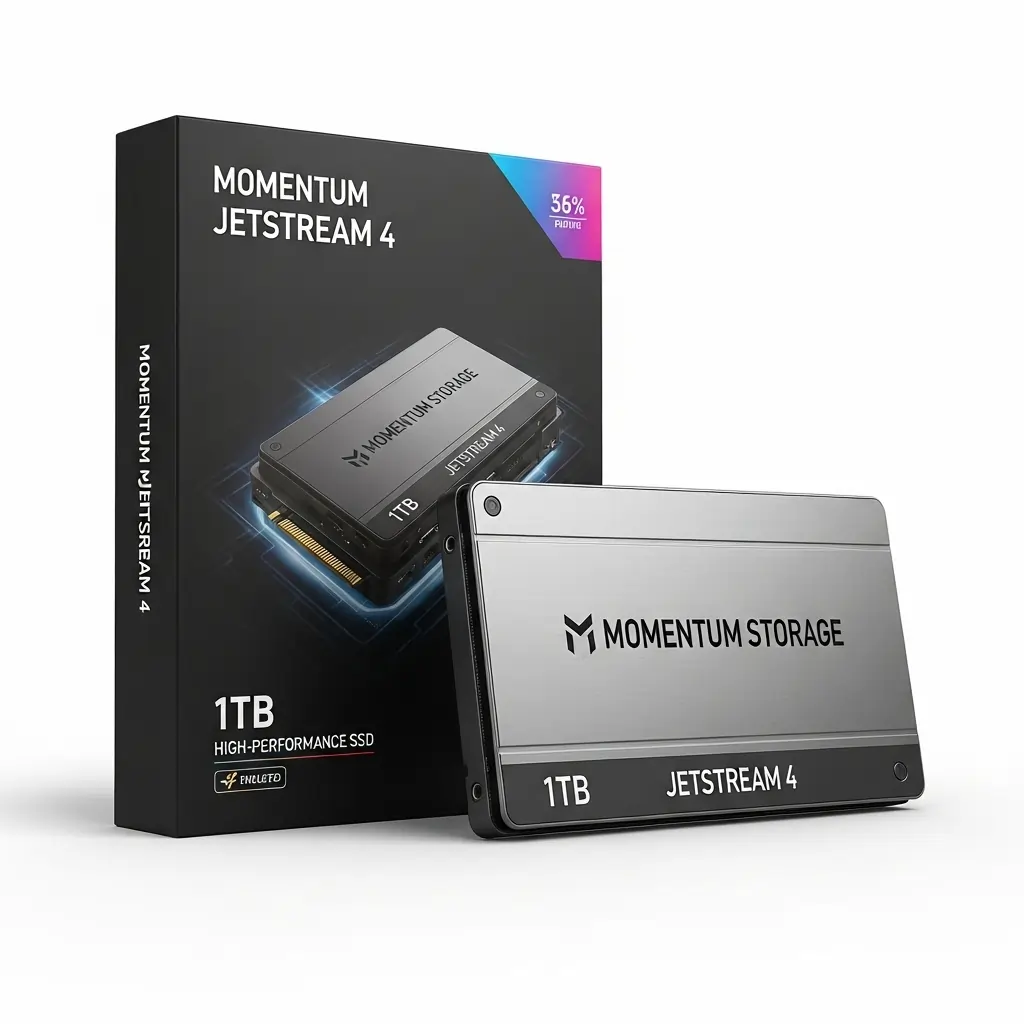 MOMENTUM
JETSTREAM 4
36%
MOMENTUM MJEITSREAM 4
MOMENTUM STORAGE
JETSTREAM 4
1TB
1TB
HIGH-PERFORMANCE SSD
MOMENTUM STORAGE
1TB JETSTREAM 4